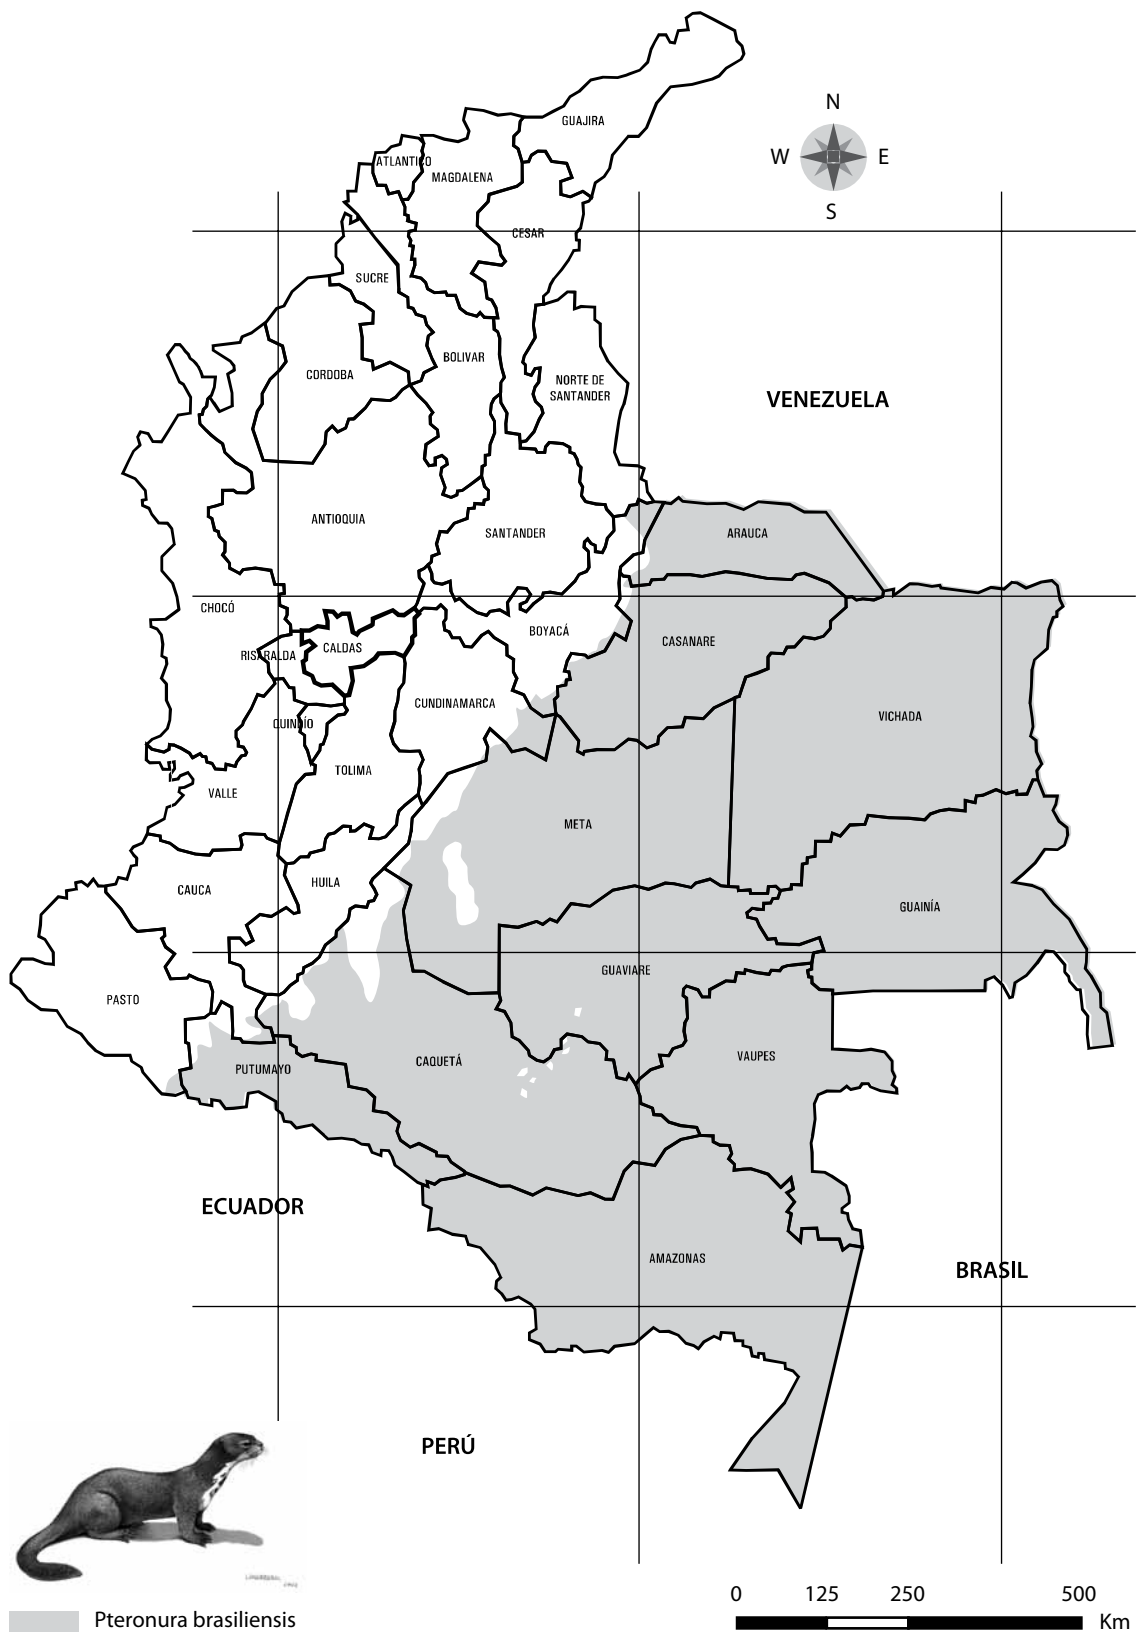 N
GUAJIRA
W
E
ATLANTICO
MAGDALENA
S
CESAR
SUCRE
BOLIVAR
CORDOBA
NORTE DE
SANTANDER
VENEZUELA
ANTIOQUIA
SANTANDER
ARAUCA
CHOCÓ
BOYACÁ
CASANARE
RISARALDA
CALDAS
CUNDINAMARCA
VICHADA
QUINDÍO
TOLIMA
VALLE
META
HUILA
CAUCA
GUAINÍA
GUAVIARE
PASTO
VAUPES
CAQUETÁ
PUTUMAYO
ECUADOR
AMAZONAS
BRASIL
PERÚ
0 125 250 500
Km
Pteronura brasiliensis